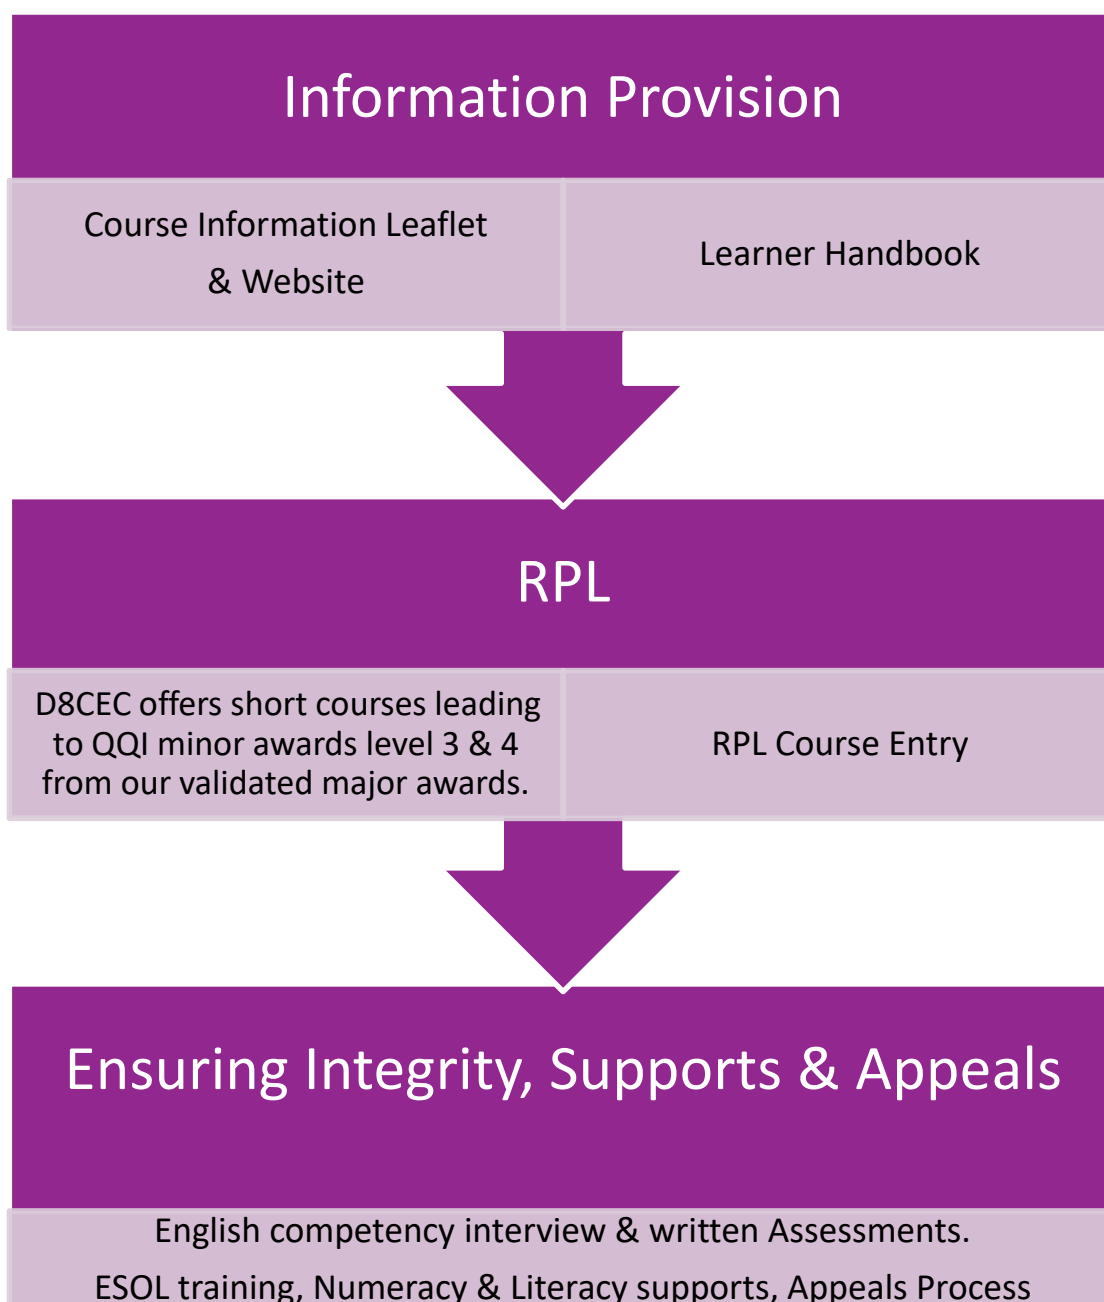 Information Provision
Course Information Leaflet
& Website
Learner Handbook
RPL
D8CEC offers short courses leading
to QQI minor awards level 3 & 4
from our validated major awards.
RPL Course Entry
Ensuring Integrity, Supports & Appeals
English competency interview & written Assessments.
ESOL training, Numeracy & Literacy supports, Appeals Process